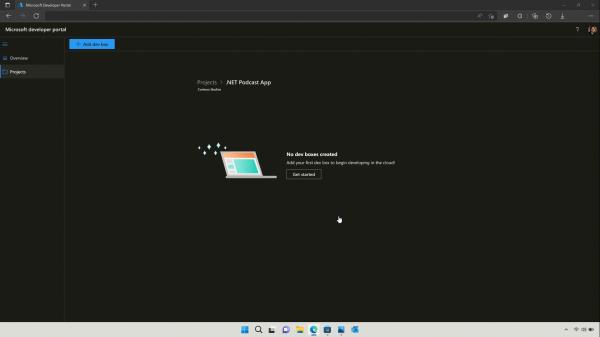 Microsoft Developer Portal
Microsoft developer portal
Add dev box
Overview
Projects
Projects > .NET Podcast App
Contoso Studios
No dev boxes created
Add your first dev box to begin developing in the cloud!
Get started